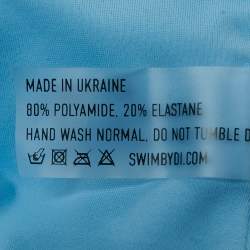 MADE IN UKRAINE
80% POLYAMIDE, 20% ELASTANE
HAND WASH NORMAL, DO NOT TUMBLE D
SWIMBYDI.COM